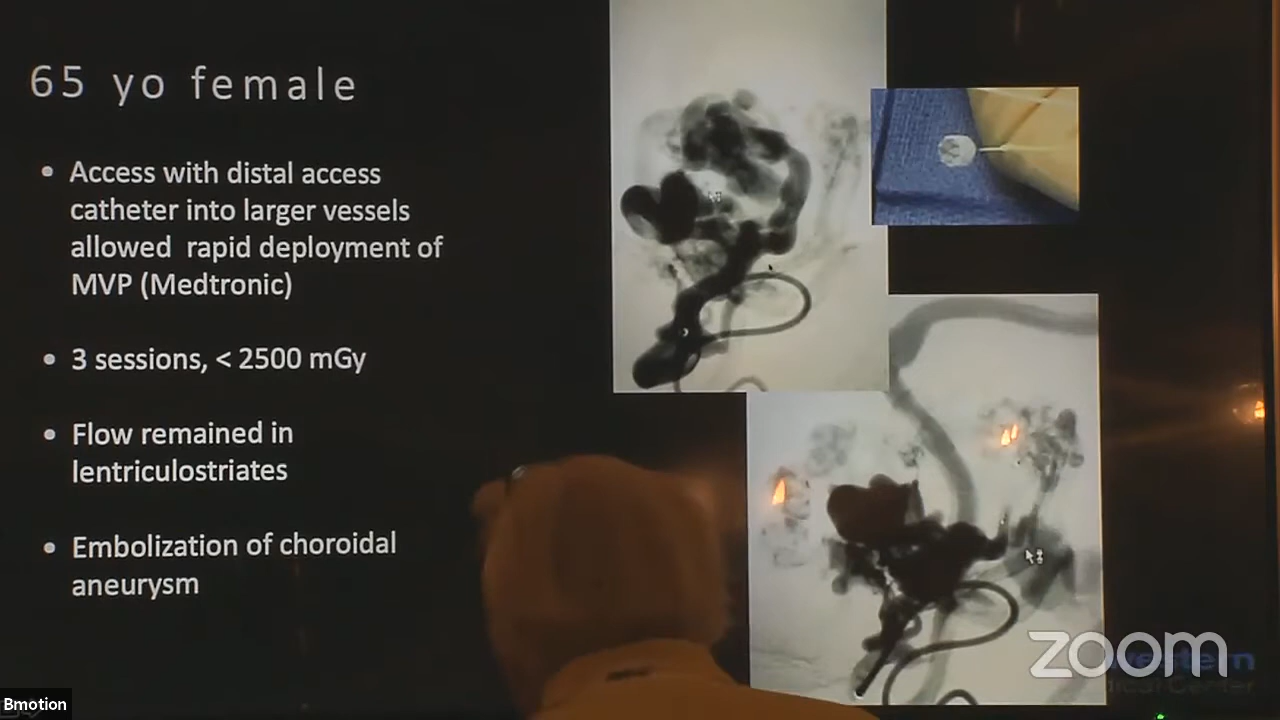 65 yo female
• Access with distal access
catheter into larger vessels
allowed rapid deployment of
MVP (Medtronic)
• 3 sessions, < 2500 mGy
• Flow remained in
lentriculostriates
• Embolization of choroidal
aneurysm
zoom
Bmotion